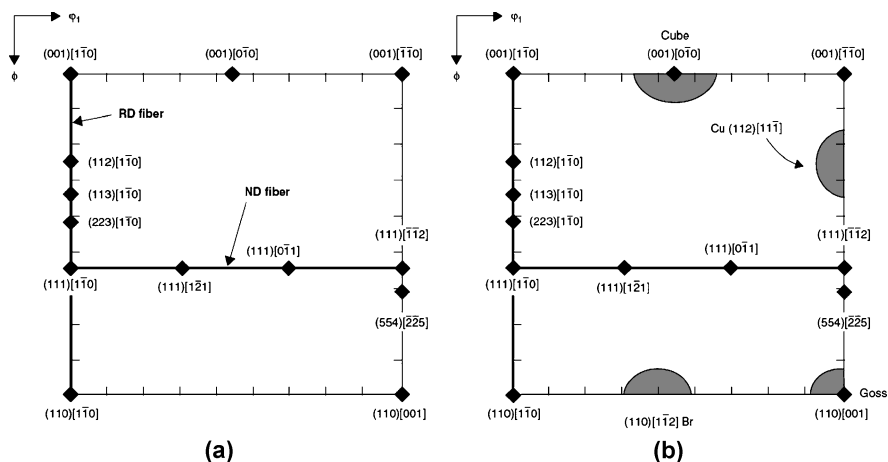 φ₁
ϕ
(001)[11̄0]
(001)[01̄0]
(001)[1̄1̄0]
RD fiber
(112)[11̄0]
(113)[11̄0]
ND fiber
(223)[11̄0]
(111)[1̄1̄2]
(111)[01̄1]
(111)[11̄0]
(111)[12̄1]
(554)[2̄2̄5]
(110)[11̄0]
(110)[001]
(a)
φ₁
ϕ
Cube
(001)[11̄0]
(001)[01̄0]
(001)[1̄1̄0]
Cu (112)[111̄]
(112)[11̄0]
(113)[11̄0]
(223)[11̄0]
(111)[1̄1̄2]
(111)[01̄1]
(111)[11̄0]
(111)[12̄1]
(554)[2̄2̄5]
Goss
(110)[11̄0]
(110)[11̄2] Br
(110)[001]
(b)